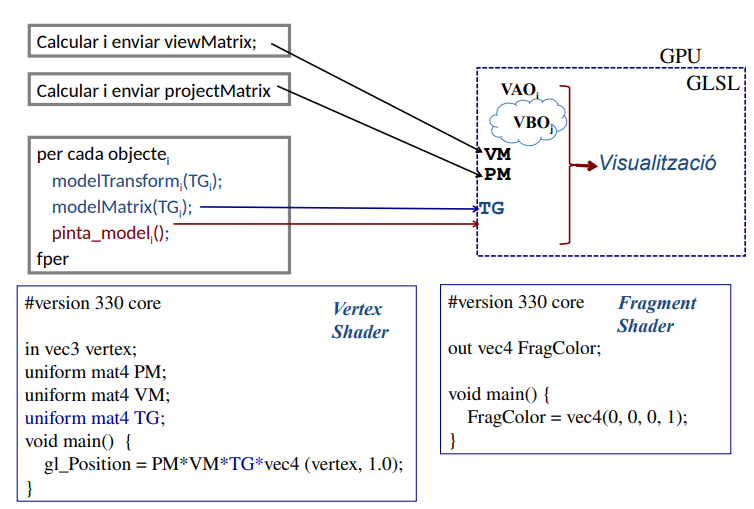 Calcular i enviar viewMatrix;
Calcular i enviar projectMatrix
per cada objecteᵢ
modelTransformᵢ(TGᵢ);
modelMatrix(TGᵢ);
pinta_modelᵢ();
fper
GPU
GLSL
VAOᵢ
VBOⱼ
VM
PM
TG
Visualització
#version 330 core
Vertex
Shader
in vec3 vertex;
uniform mat4 PM;
uniform mat4 VM;
uniform mat4 TG;
void main() {
gl_Position = PM*VM*TG*vec4 (vertex, 1.0);
}
#version 330 core
Fragment
Shader
out vec4 FragColor;
void main() {
FragColor = vec4(0, 0, 0, 1);
}